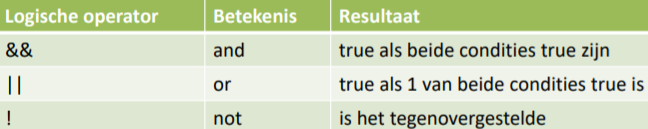 Logische operator Betekenis Resultaat
&& and true als beide condities true zijn
|| or true als 1 van beide condities true is
! not is het tegenovergestelde